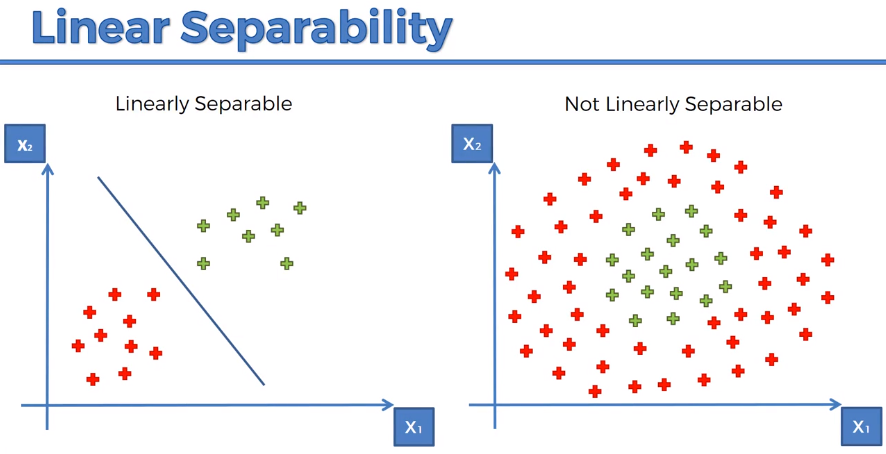 Linear Separability
Linearly Separable
Not Linearly Separable
X₂
X₂
X₁
X₁